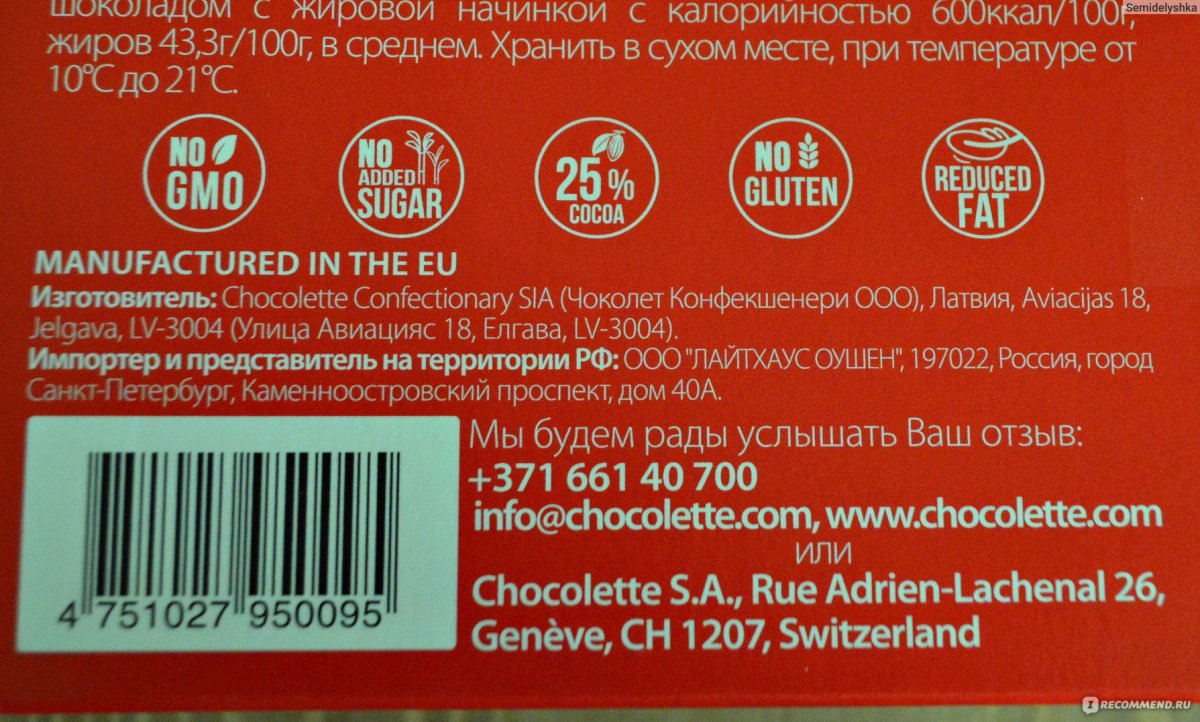 Semidelyshka
шоколадом с жировой начинкой с калорийностью 600ккал/100г,
жиров 43,3г/100г, в среднем. Хранить в сухом месте, при температуре от
10°С до 21°С.
NO GMO
NO ADDED SUGAR
25% COCOA
NO GLUTEN
REDUCED FAT
MANUFACTURED IN THE EU
Изготовитель: Chocolette Confectionary SIA (Чоколет Конфекшенери ООО), Латвия, Aviacijas 18,
Jelgava, LV-3004 (Улица Авиацияс 18, Елгава, LV-3004).
Импортер и представитель на территории РФ: ООО "ЛАЙТХАУС ОУШЕН", 197022, Россия, город
Санкт-Петербург, Каменноостровский проспект, дом 40А.
Мы будем рады услышать Ваш отзыв:
+371 661 40 700
info@chocolette.com, www.chocolette.com
или
Chocolette S.A., Rue Adrien-Lachenal 26,
Genève, CH 1207, Switzerland
4 751027 950095
RECOMMEND.RU